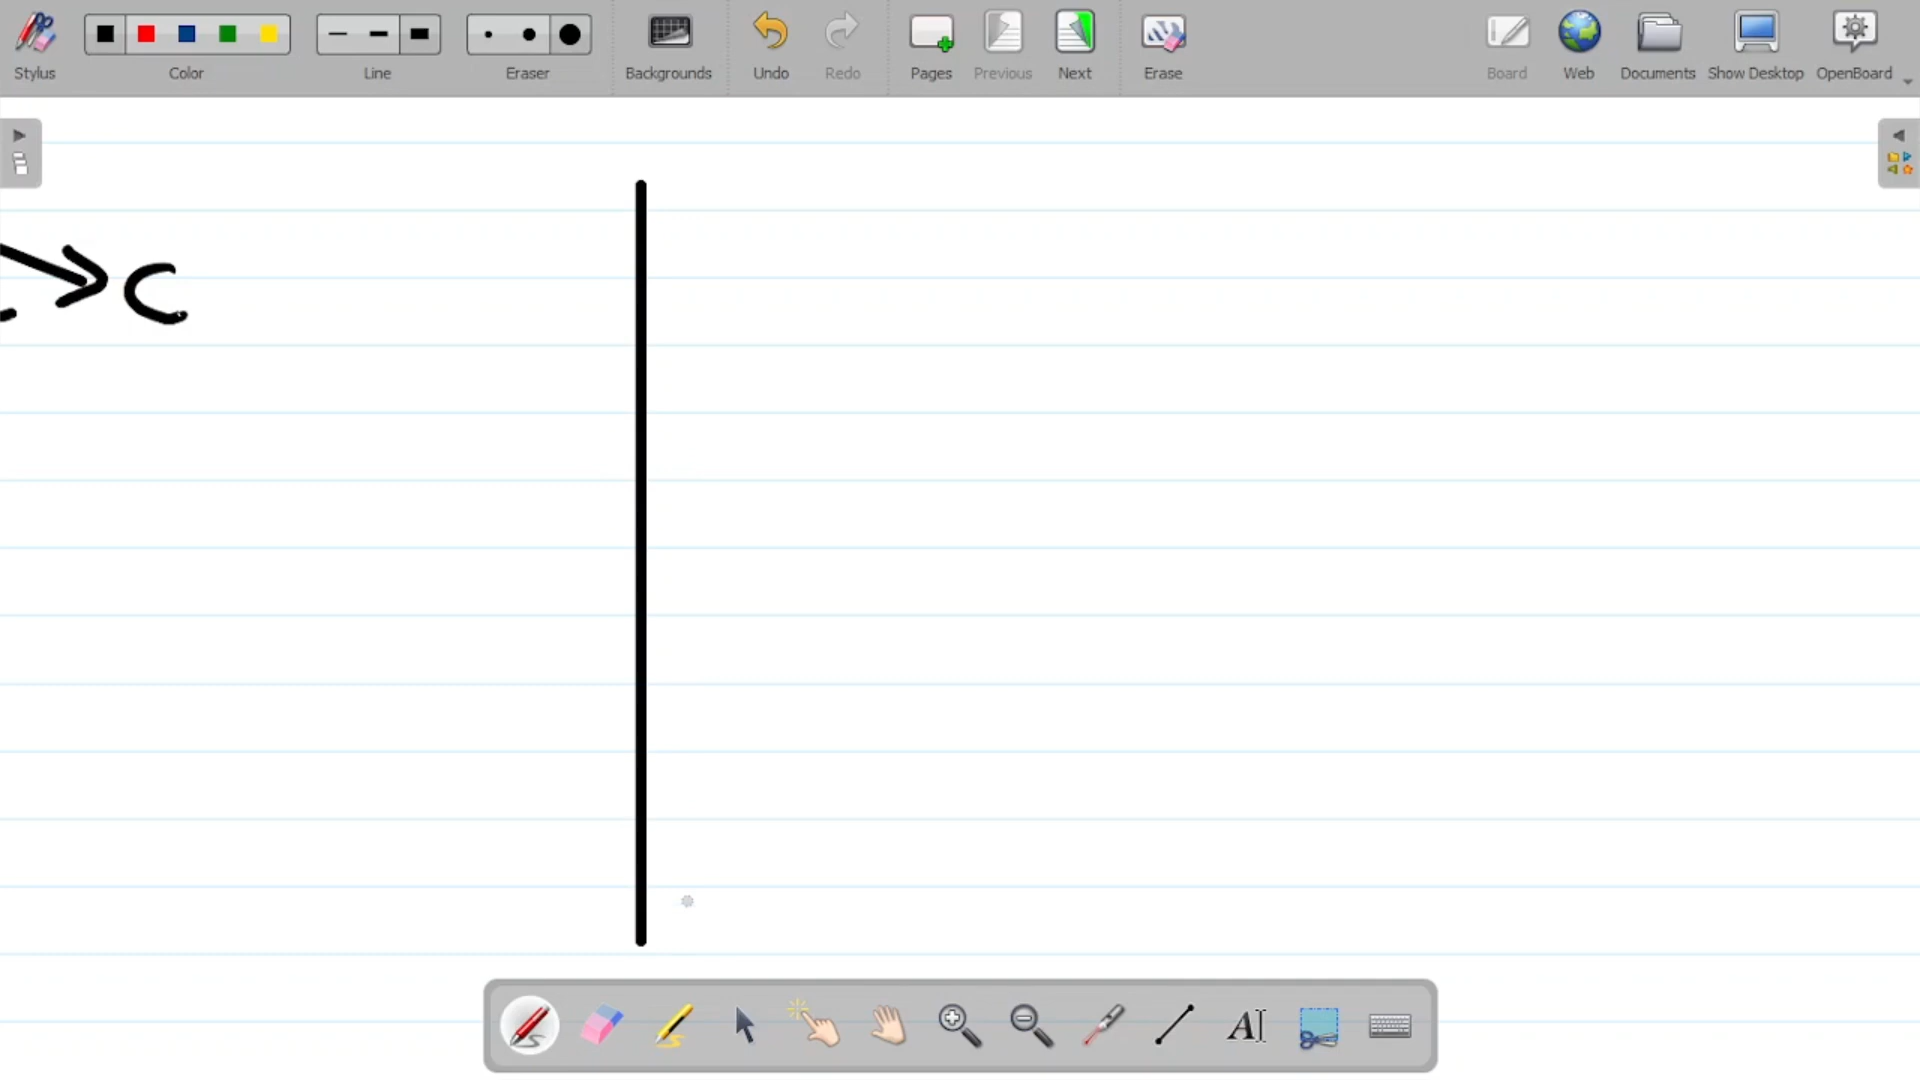 Stylus Color Line Eraser Backgrounds Undo Redo Pages Previous Next Erase Board Web Documents Show Desktop OpenBoard
→C